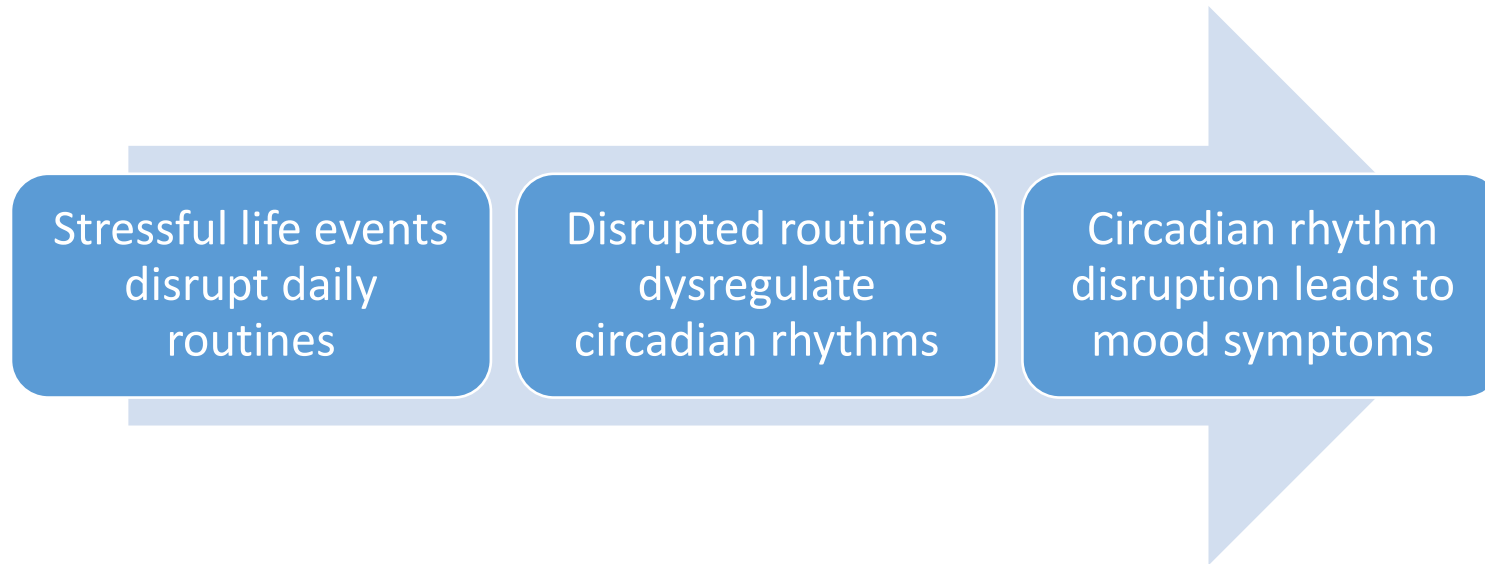 Stressful life events
disrupt daily
routines
Disrupted routines
dysregulate
circadian rhythms
Circadian rhythm
disruption leads to
mood symptoms